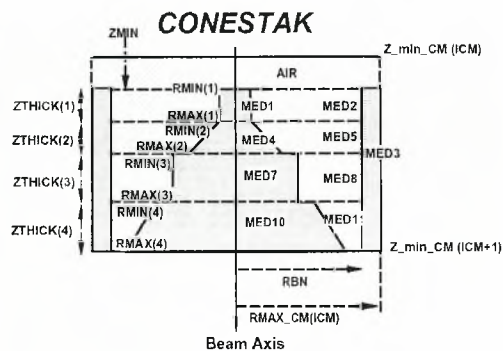 CONESTAK
ZMIN
Z_min_CM (ICM)
AIR
RMIN(1)
ZTHICK(1)
MED1
MED2
RMAX(1)
RMIN(2)
ZTHICK(2)
MED4
MED5
RMAX(2)
MED3
RMIN(3)
ZTHICK(3)
MED7
MED8
RMAX(3)
RMIN(4)
MED10
MED11
ZTHICK(4)
RMAX(4)
Z_min_CM (ICM+1)
RBN
RMAX_CM(ICM)
Beam Axis